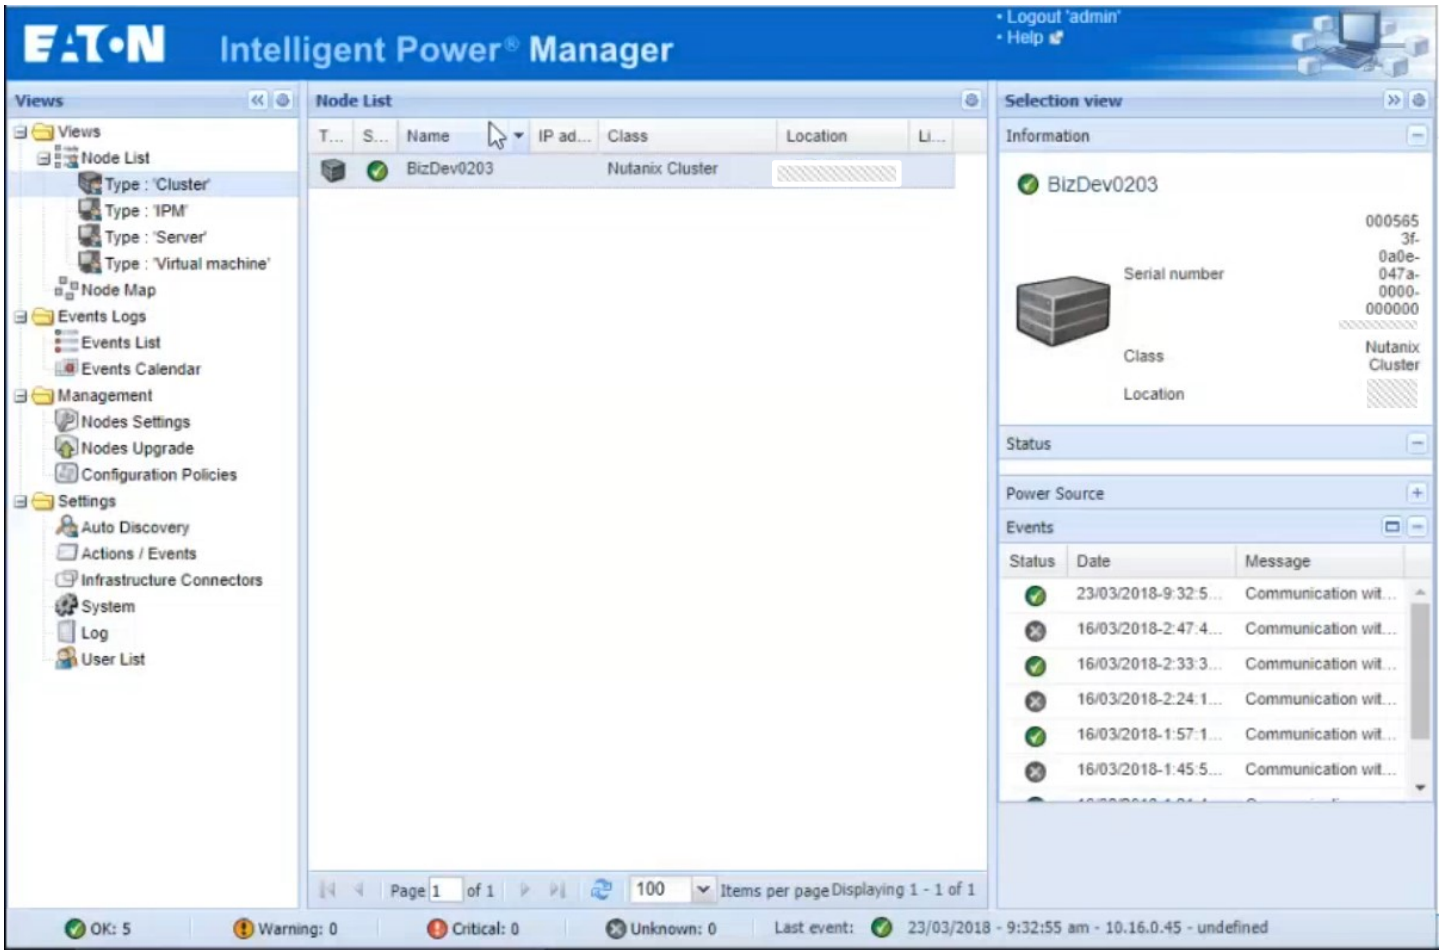 EATON
Intelligent Power® Manager
• Logout 'admin'
• Help
Views
Views
Node List
Type : 'Cluster'
Type : 'IPM'
Type : 'Server'
Type : 'Virtual machine'
Node Map
Events Logs
Events List
Events Calendar
Management
Nodes Settings
Nodes Upgrade
Configuration Policies
Settings
Auto Discovery
Actions / Events
Infrastructure Connectors
System
Log
User List
Node List
T... S... Name IP ad... Class Location Li...
BizDev0203 Nutanix Cluster
Page 1 of 1 100 Items per page Displaying 1 - 1 of 1
Selection view
Information
BizDev0203
Serial number
000565
3f-
0a0e-
047a-
0000-
000000
Class
Nutanix
Cluster
Location
Status
Power Source
Events
Status Date Message
23/03/2018-9:32:5... Communication wit...
16/03/2018-2:47:4... Communication wit...
16/03/2018-2:33:3... Communication wit...
16/03/2018-2:24:1... Communication wit...
16/03/2018-1:57:1... Communication wit...
16/03/2018-1:45:5... Communication wit...
OK: 5 Warning: 0 Critical: 0 Unknown: 0 Last event: 23/03/2018 - 9:32:55 am - 10.16.0.45 - undefined